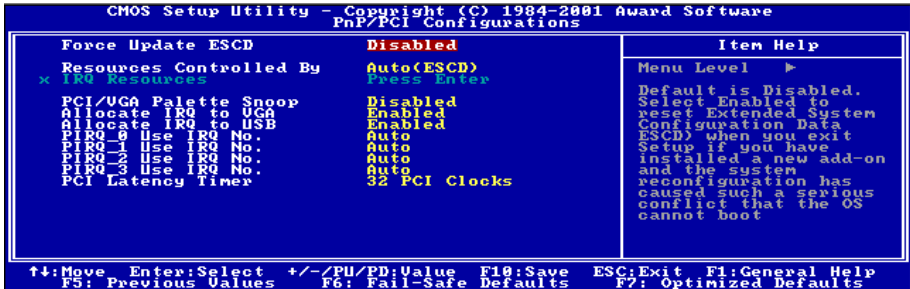 CMOS Setup Utility - Copyright (C) 1984-2001 Award Software
PnP/PCI Configurations
Force Update ESCD Disabled
Resources Controlled By Auto(ESCD)
x IRQ Resources Press Enter
PCI/VGA Palette Snoop Disabled
Allocate IRQ to VGA Enabled
Allocate IRQ to USB Enabled
PIRQ_0 Use IRQ No. Auto
PIRQ_1 Use IRQ No. Auto
PIRQ_2 Use IRQ No. Auto
PIRQ_3 Use IRQ No. Auto
PCI Latency Timer 32 PCI Clocks
Item Help
Menu Level ►
Default is Disabled.
Select Enabled to
reset Extended System
Configuration Data
ESCD) when you exit
Setup if you have
installed a new add-on
and the system
reconfiguration has
caused such a serious
conflict that the OS
cannot boot
↑↓:Move Enter:Select +/-/PU/PD:Value F10:Save ESC:Exit F1:General Help
F5: Previous Values F6: Fail-Safe Defaults F7: Optimized Defaults